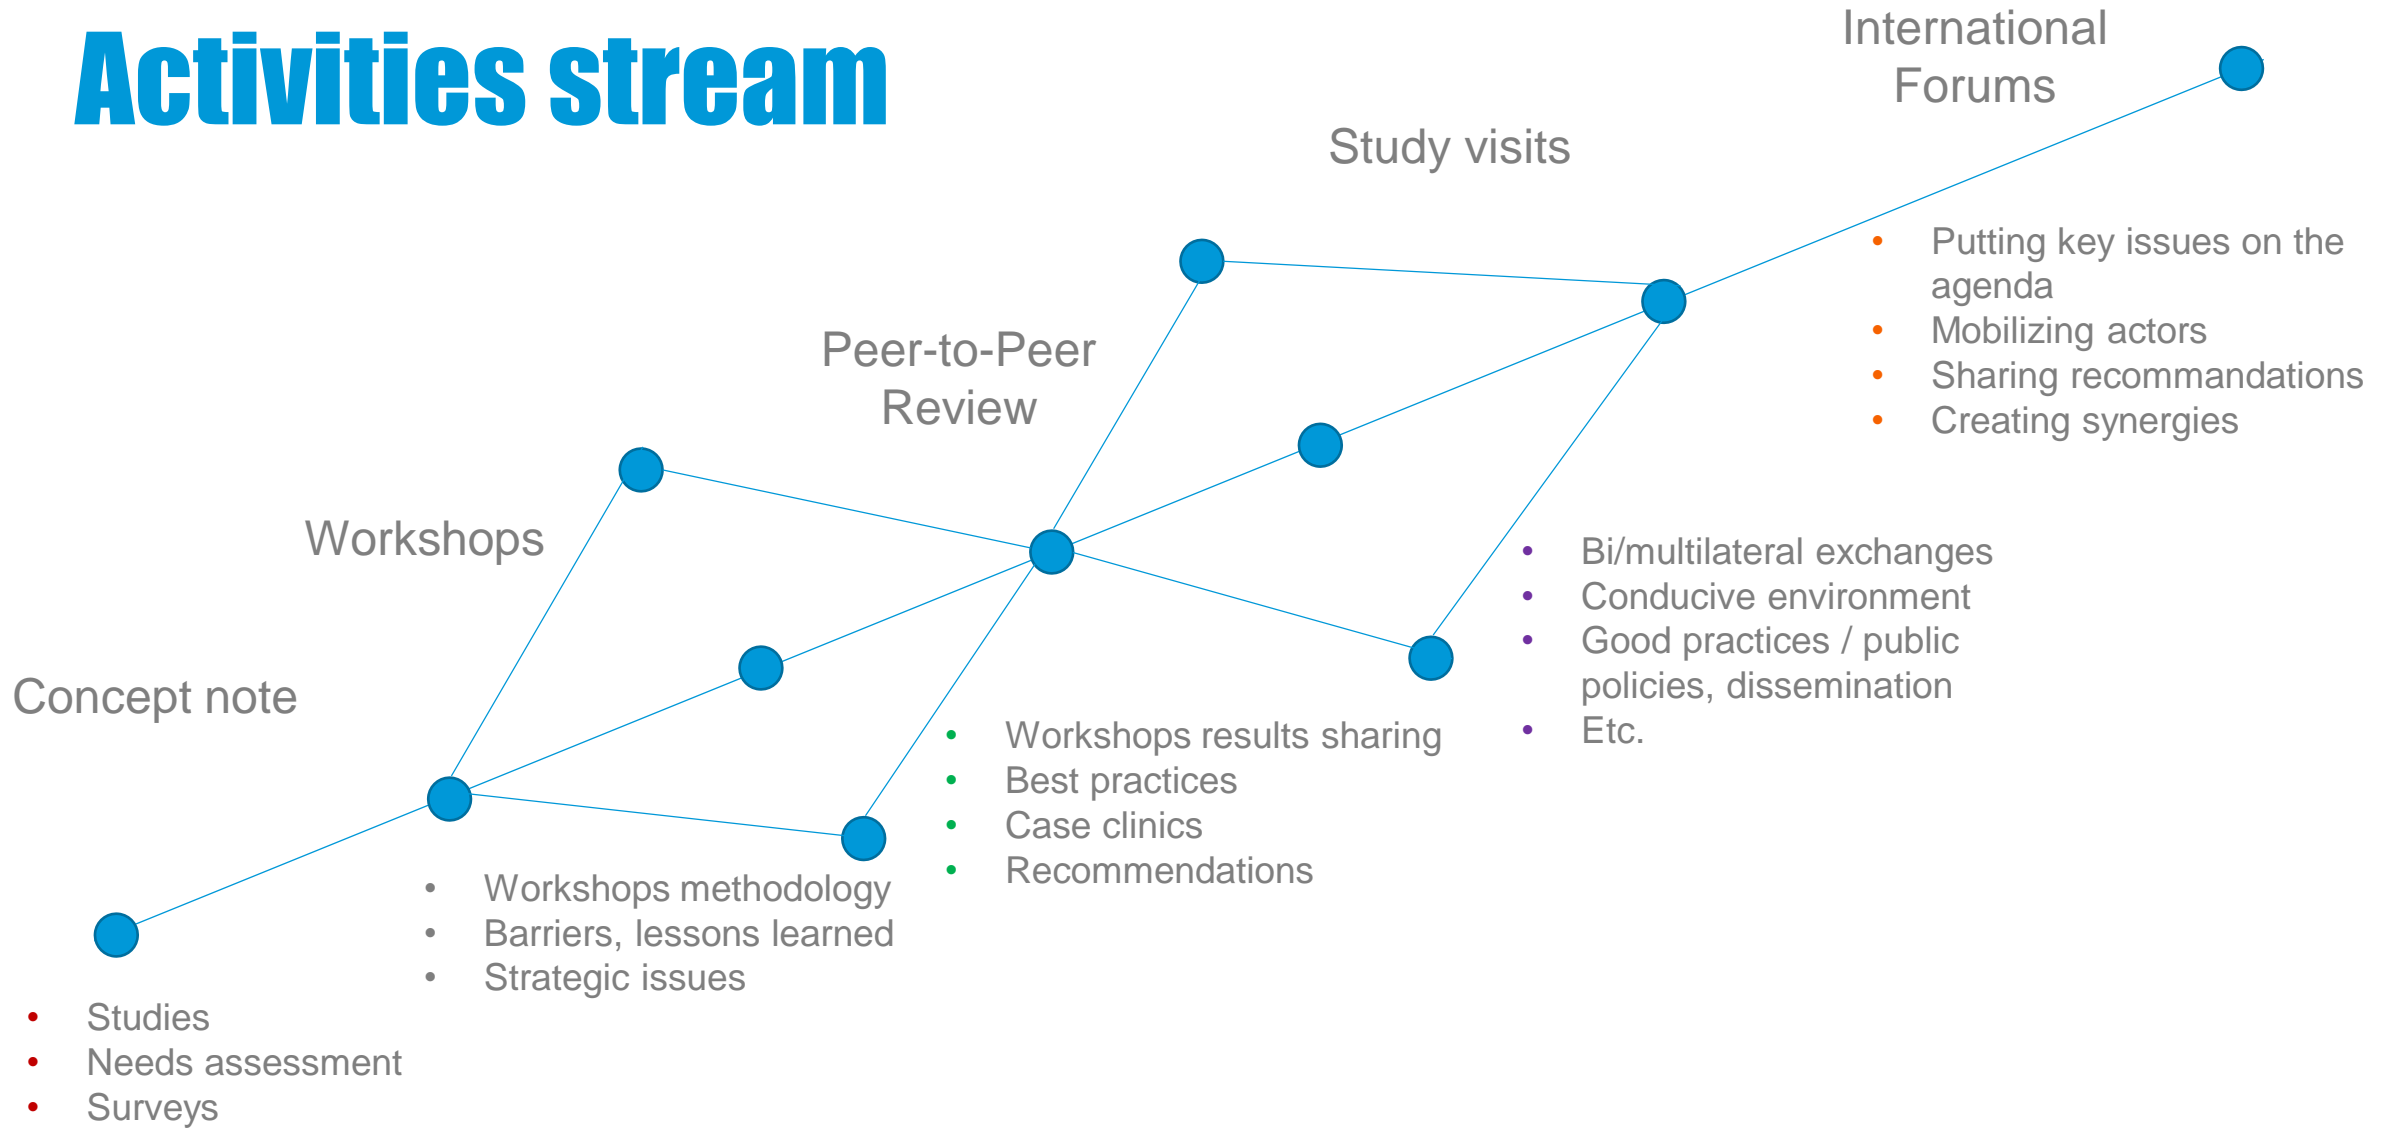 Activities stream
Concept note
• Studies
• Needs assessment
• Surveys
Workshops
• Workshops methodology
• Barriers, lessons learned
• Strategic issues
Peer-to-Peer
Review
• Workshops results sharing
• Best practices
• Case clinics
• Recommendations
Study visits
• Bi/multilateral exchanges
• Conducive environment
• Good practices / public
policies, dissemination
• Etc.
International
Forums
• Putting key issues on the
agenda
• Mobilizing actors
• Sharing recommandations
• Creating synergies